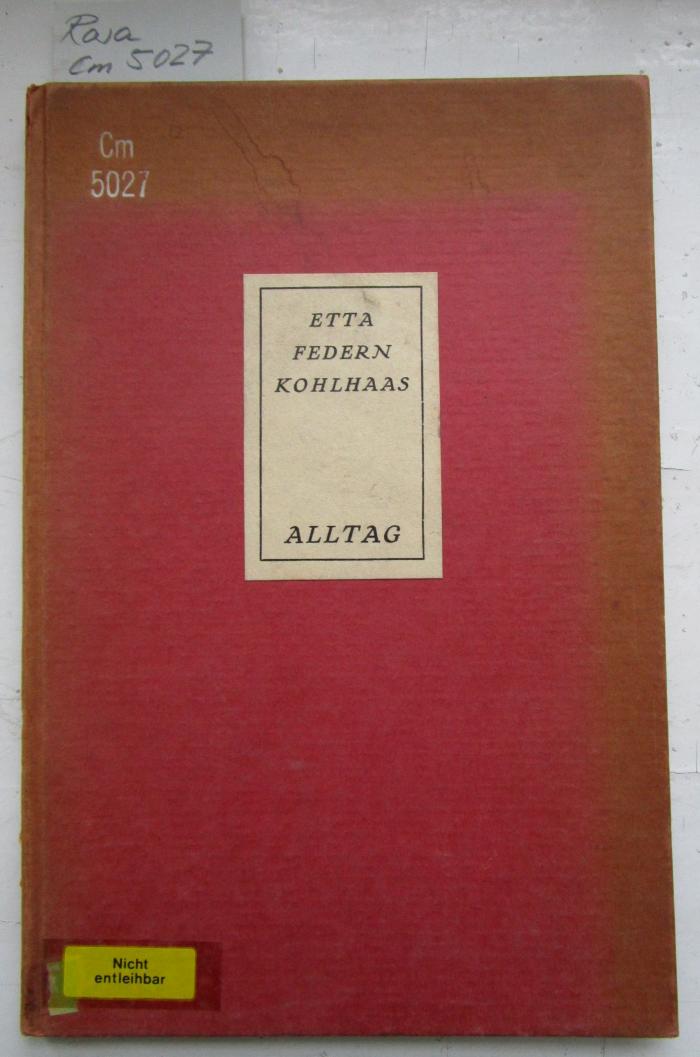 Rara
Cm 5027
Cm
5027
ETTA
FEDERN
KOHLHAAS
ALLTAG
Nicht
entleihbar